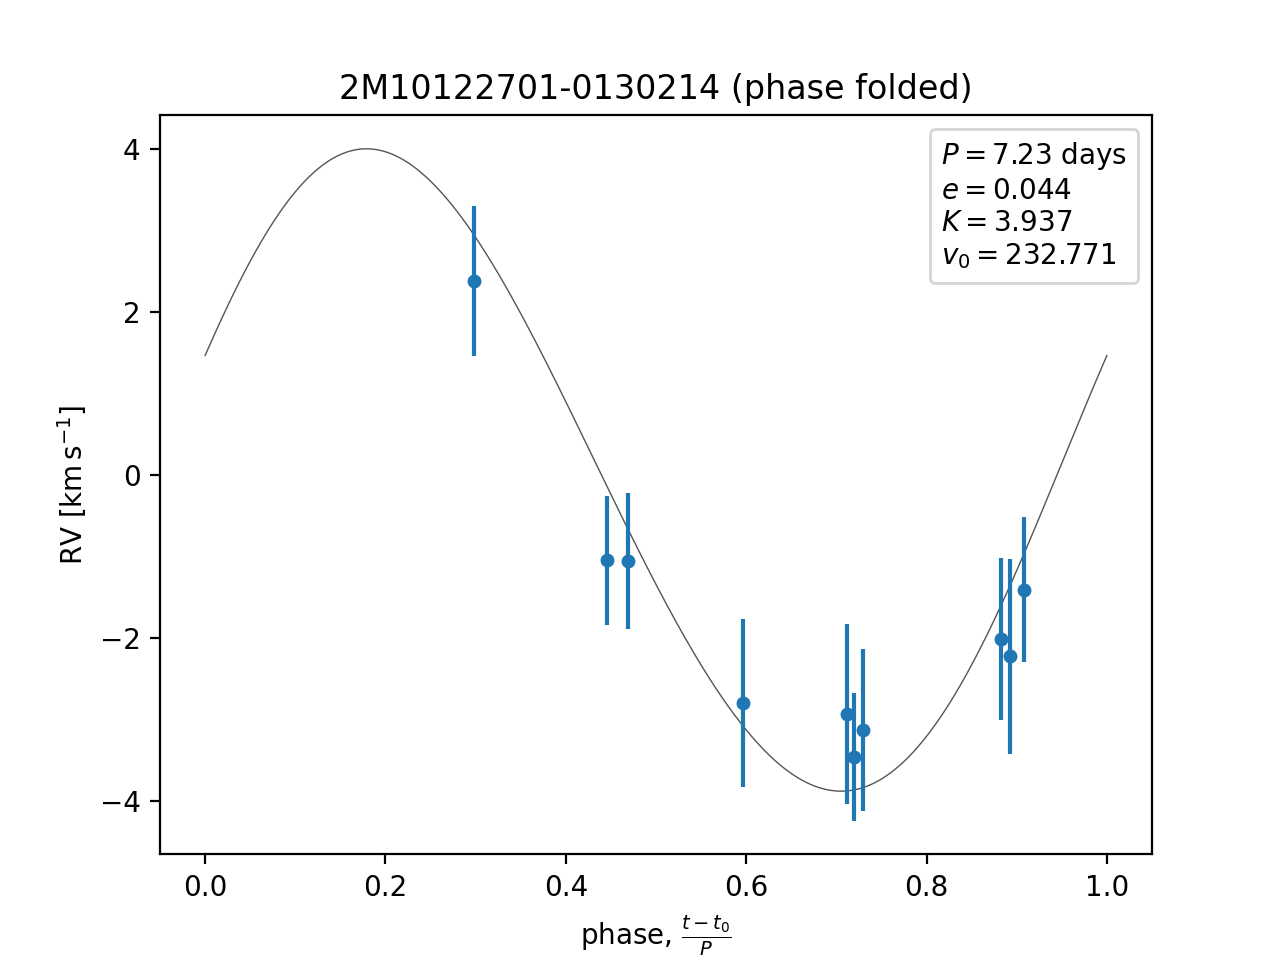 2M10122701-0130214 (phase folded)
P = 7.23 days
e = 0.044
K = 3.937
v₀ = 232.771
RV [km s⁻¹]
4
2
0
−2
−4
0.0 0.2 0.4 0.6 0.8 1.0
phase, (t − t₀)/P